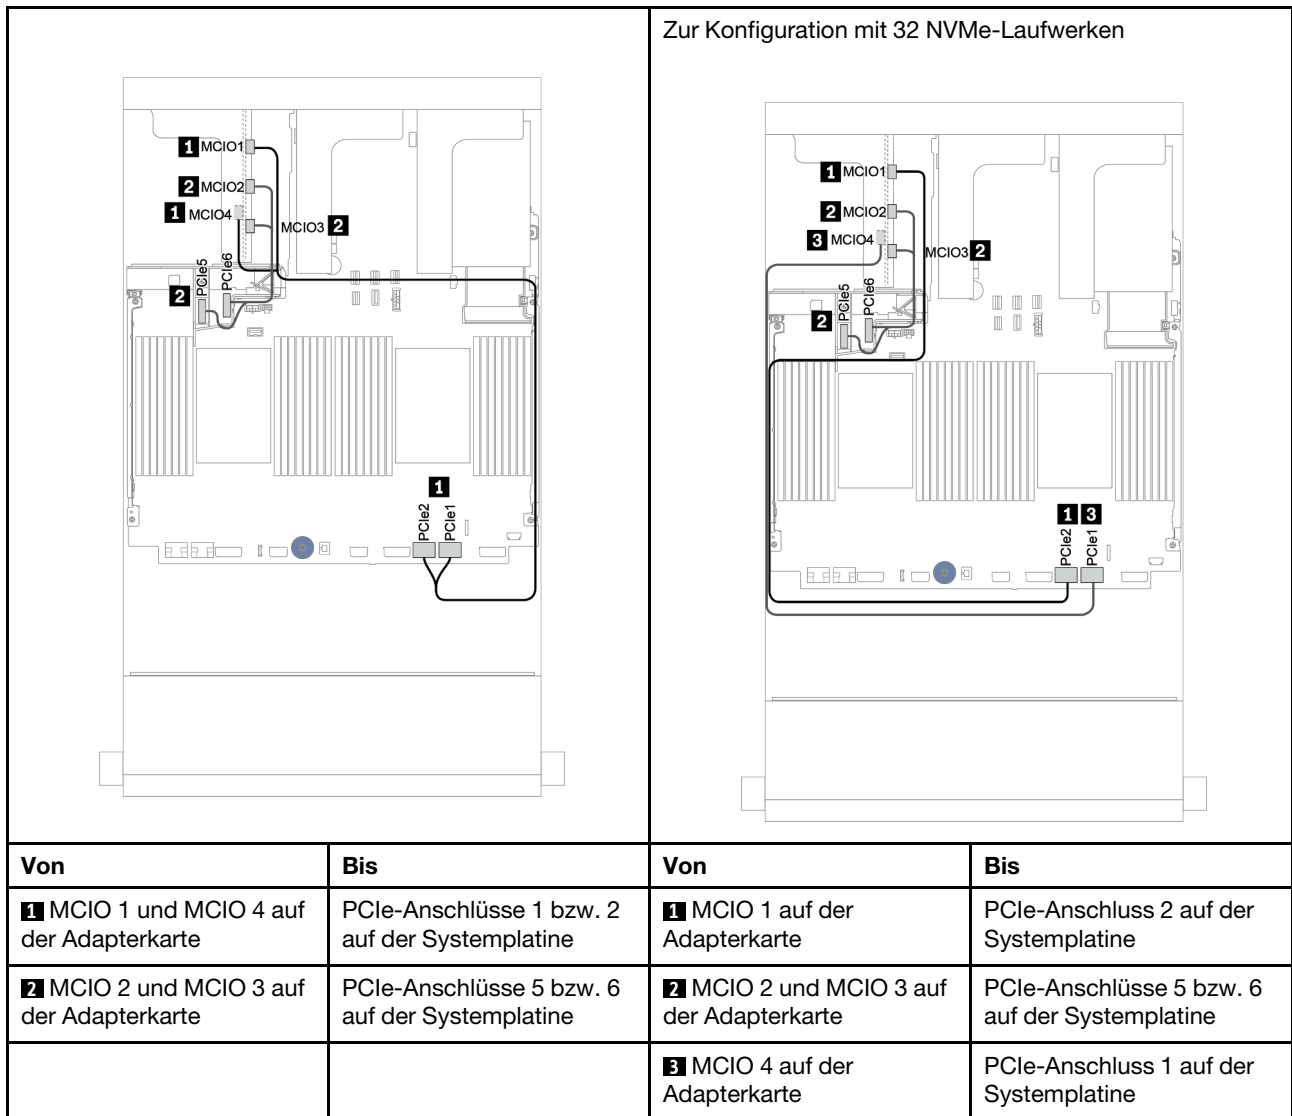 1 MCIO1
2 MCIO2
1 MCIO4
MCIO3 2
2 PCIe5 PCIe6
1
PCIe2 PCIe1
Zur Konfiguration mit 32 NVMe-Laufwerken
1 MCIO1
2 MCIO2
3 MCIO4
MCIO3 2
2 PCIe5 PCIe6
1 3
PCIe2 PCIe1
Von Bis Von Bis
1 MCIO 1 und MCIO 4 auf
der Adapterkarte
PCIe-Anschlüsse 1 bzw. 2
auf der Systemplatine
1 MCIO 1 auf der
Adapterkarte
PCIe-Anschluss 2 auf der
Systemplatine
2 MCIO 2 und MCIO 3 auf
der Adapterkarte
PCIe-Anschlüsse 5 bzw. 6
auf der Systemplatine
2 MCIO 2 und MCIO 3 auf
der Adapterkarte
PCIe-Anschlüsse 5 bzw. 6
auf der Systemplatine
3 MCIO 4 auf der
Adapterkarte
PCIe-Anschluss 1 auf der
Systemplatine